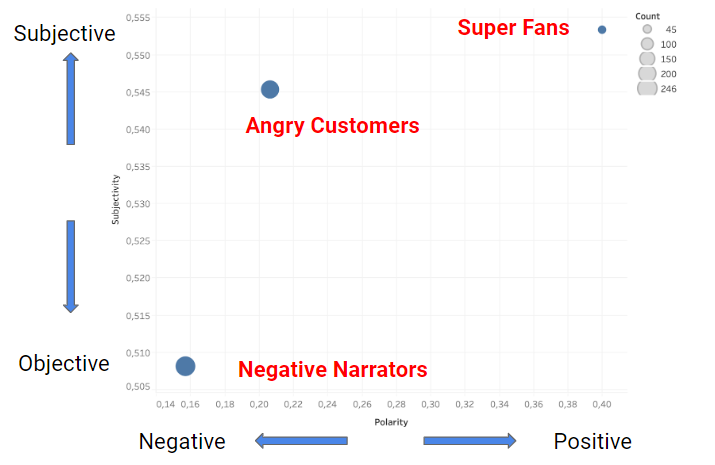 Subjective
Objective
Subjectivity
0,555
0,550
0,545
0,540
0,535
0,530
0,525
0,520
0,515
0,510
0,505
Super Fans
Angry Customers
Negative Narrators
Count
45
100
150
200
246
0,14 0,16 0,18 0,20 0,22 0,24 0,26 0,28 0,30 0,32 0,34 0,36 0,38 0,40
Polarity
Negative
Positive